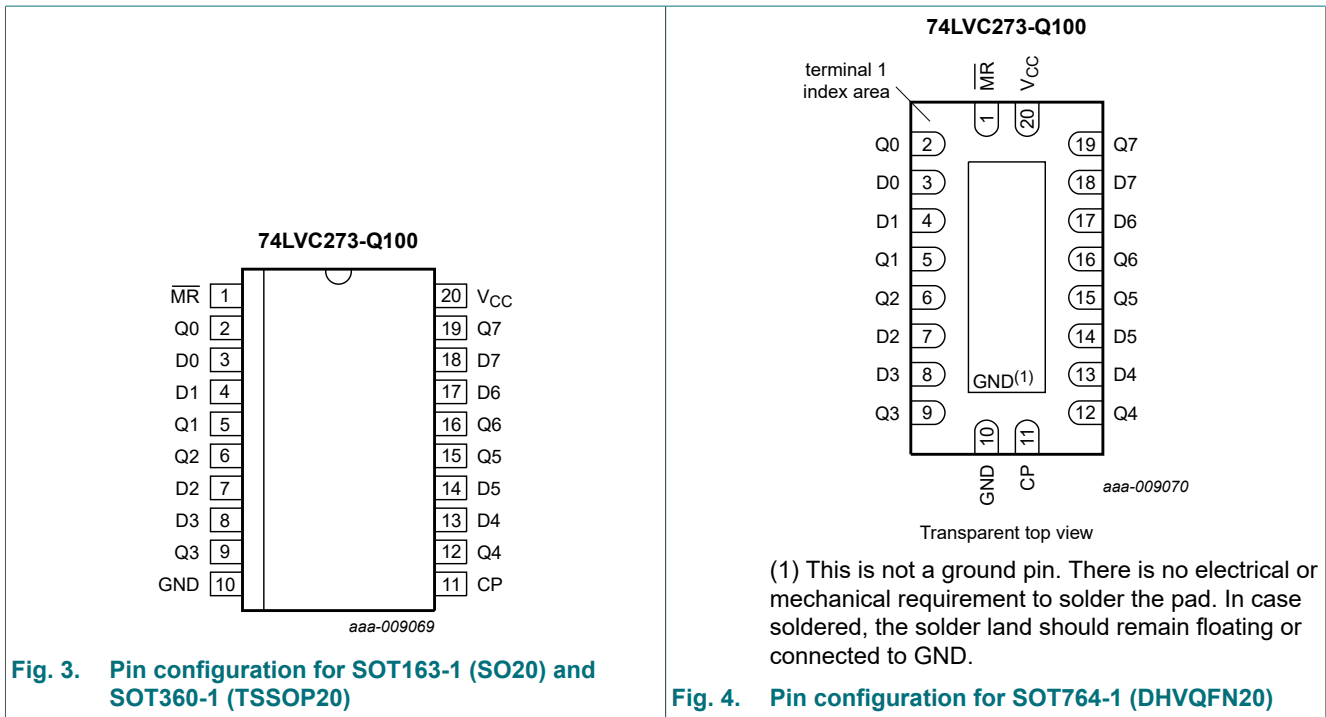 74LVC273-Q100
MR 1 20 VCC
Q0 2 19 Q7
D0 3 18 D7
D1 4 17 D6
Q1 5 16 Q6
Q2 6 15 Q5
D2 7 14 D5
D3 8 13 D4
Q3 9 12 Q4
GND 10 11 CP
aaa-009069
Fig. 3. Pin configuration for SOT163-1 (SO20) and
SOT360-1 (TSSOP20)
74LVC273-Q100
terminal 1
index area
MR VCC
1 20
Q0 2 19 Q7
D0 3 18 D7
D1 4 17 D6
Q1 5 16 Q6
Q2 6 15 Q5
D2 7 14 D5
D3 8 GND(1) 13 D4
Q3 9 12 Q4
10 11
GND CP
aaa-009070
Transparent top view
(1) This is not a ground pin. There is no electrical or
mechanical requirement to solder the pad. In case
soldered, the solder land should remain floating or
connected to GND.
Fig. 4. Pin configuration for SOT764-1 (DHVQFN20)